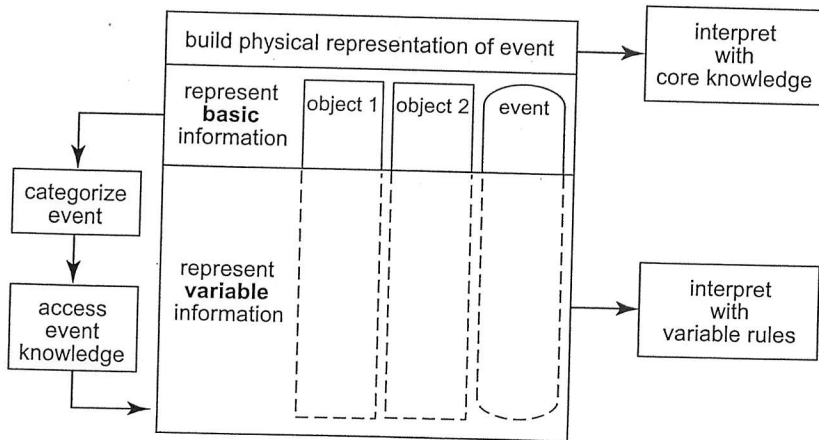 build physical representation of event
interpret
with
core knowledge
represent
basic
information
object 1
object 2
event
categorize
event
access
event
knowledge
represent
variable
information
interpret
with
variable rules